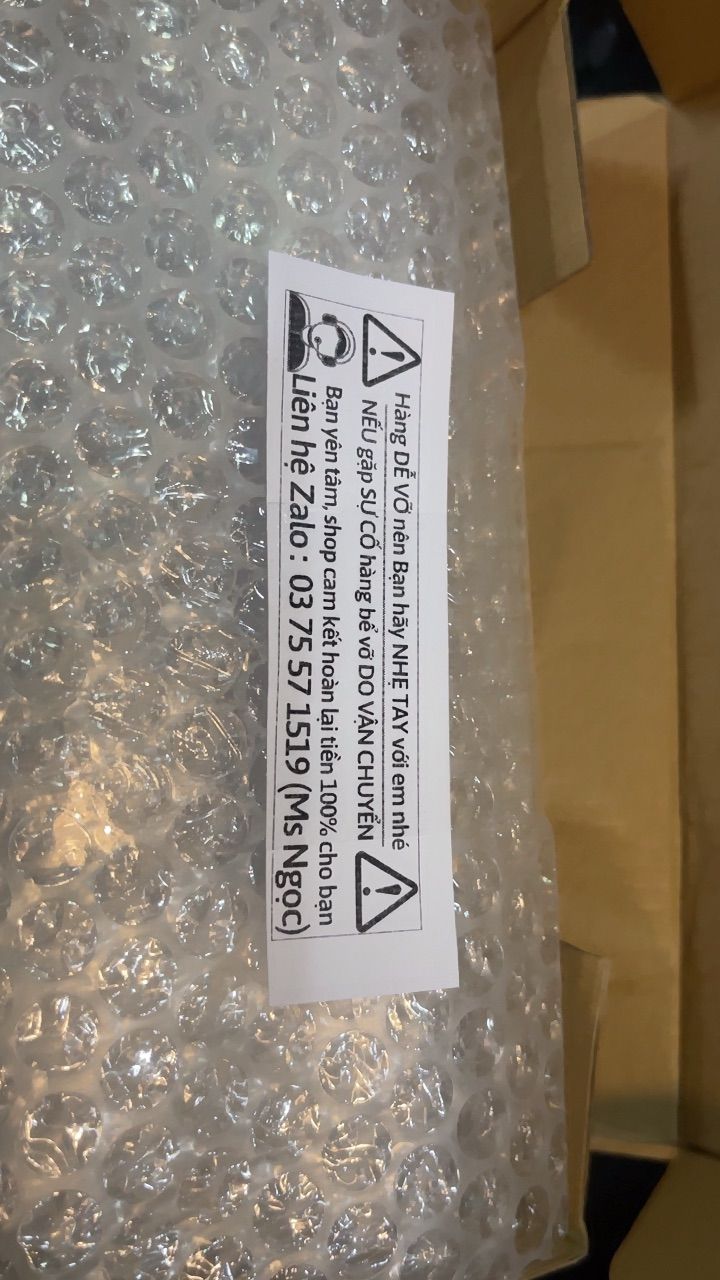 Hàng DỄ VỠ nên Bạn hãy NHẸ TAY với em nhé
NẾU gặp SỰ CỐ hàng bể vỡ DO VẬN CHUYỂN
Bạn yên tâm, shop cam kết hoàn lại tiền 100% cho bạn
Liên hệ Zalo : 03 75 57 1519 (Ms Ngọc)